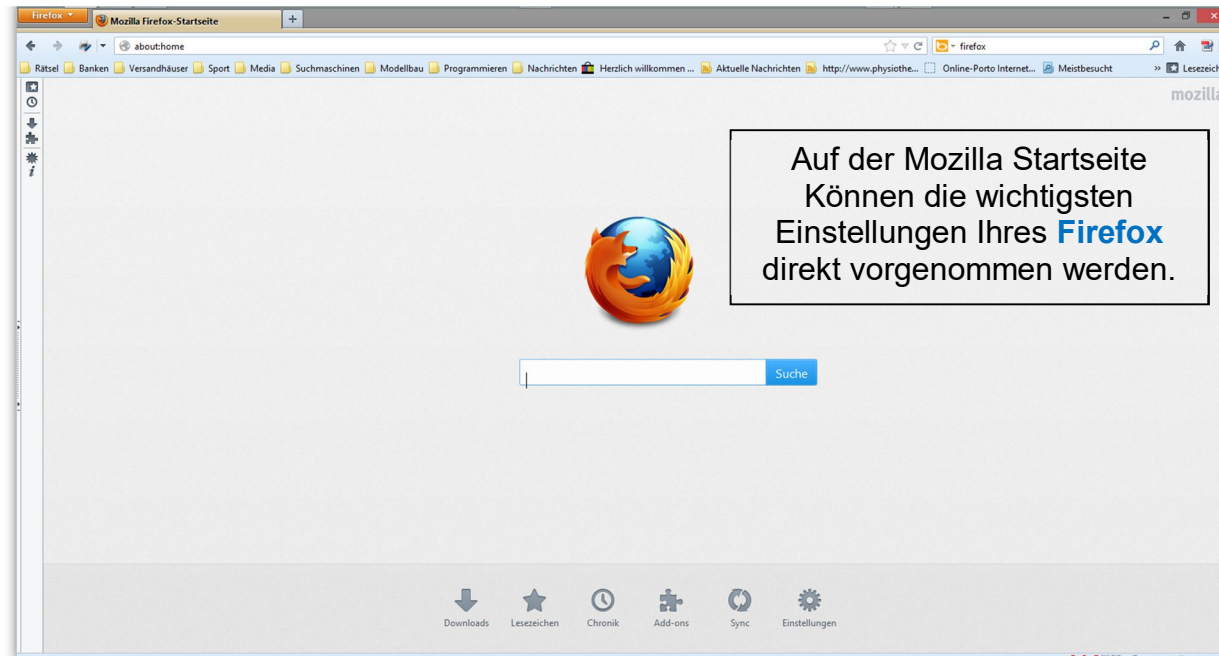 Firefox
Mozilla Firefox-Startseite
+
about:home
firefox
Rätsel Banken Versandhäuser Sport Media Suchmaschinen Modellbau Programmieren Nachrichten Herzlich willkommen ... Aktuelle Nachrichten http://www.physiothe... Online-Porto Internet... Meistbesucht » Lesezeich
mozilla
Auf der Mozilla Startseite
Können die wichtigsten
Einstellungen Ihres Firefox
direkt vorgenommen werden.
Suche
Downloads Lesezeichen Chronik Add-ons Sync Einstellungen